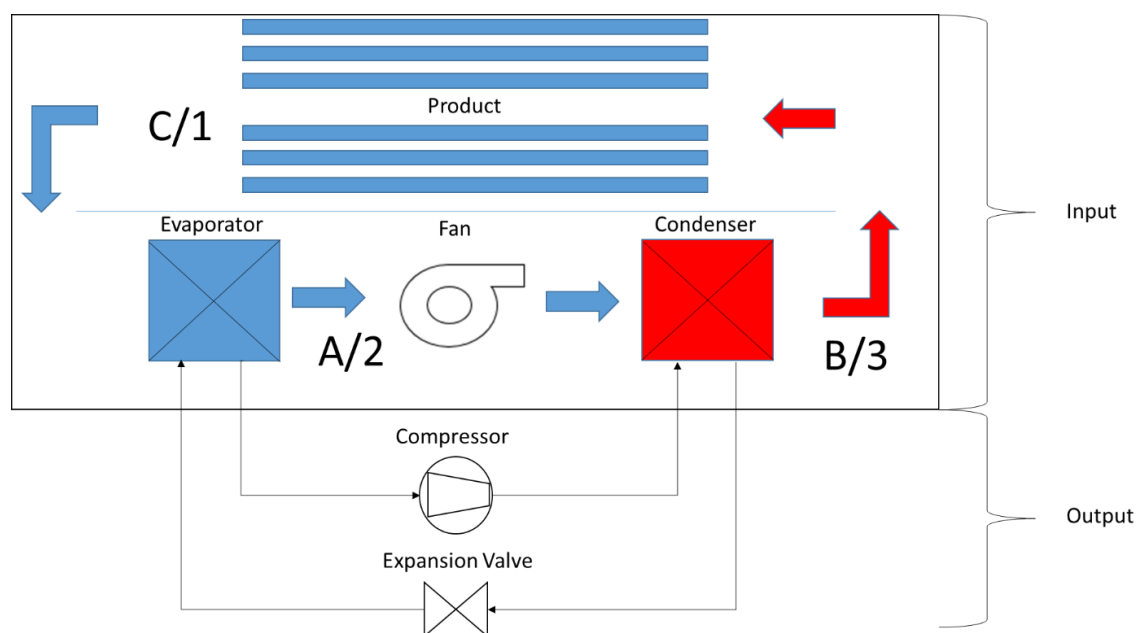 Product
C/1
Input
Evaporator
Fan
Condenser
A/2
B/3
Compressor
Output
Expansion Valve